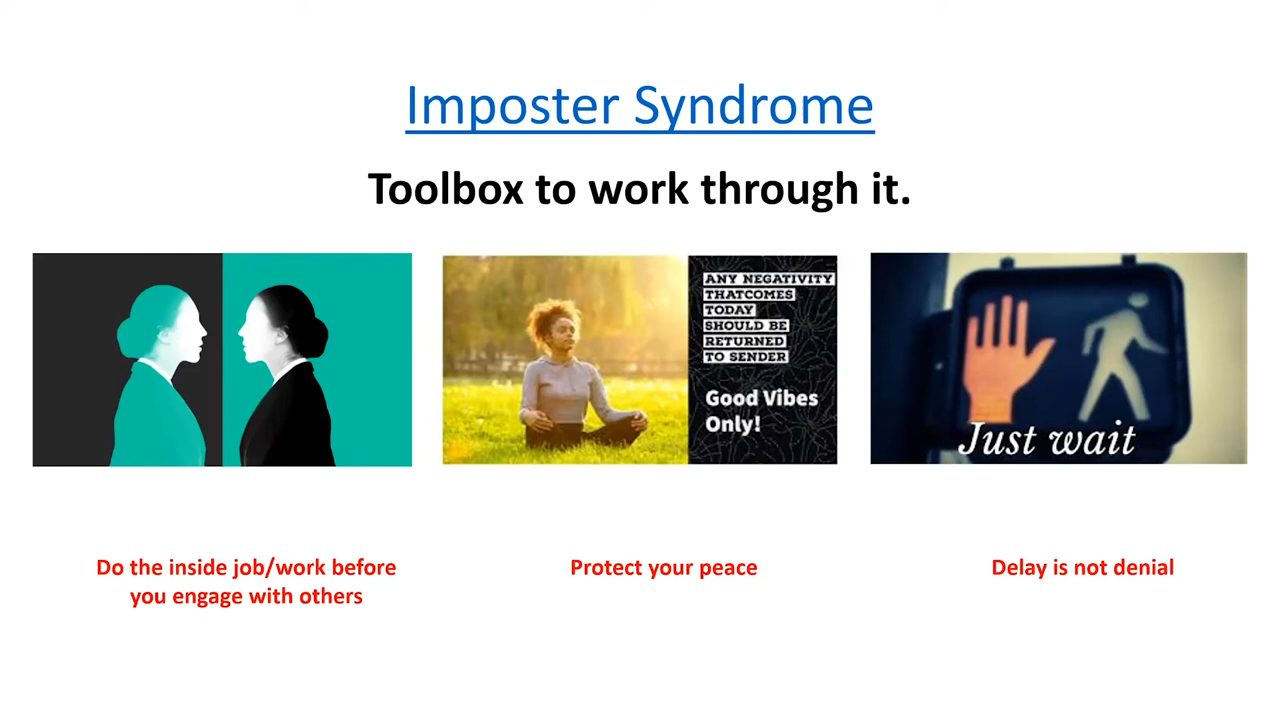 Imposter Syndrome
Toolbox to work through it.
ANY NEGATIVITY
THATCOMES
TODAY
SHOULD BE
RETURNED
TO SENDER
Good Vibes
Only!
Just wait
Do the inside job/work before
you engage with others
Protect your peace
Delay is not denial